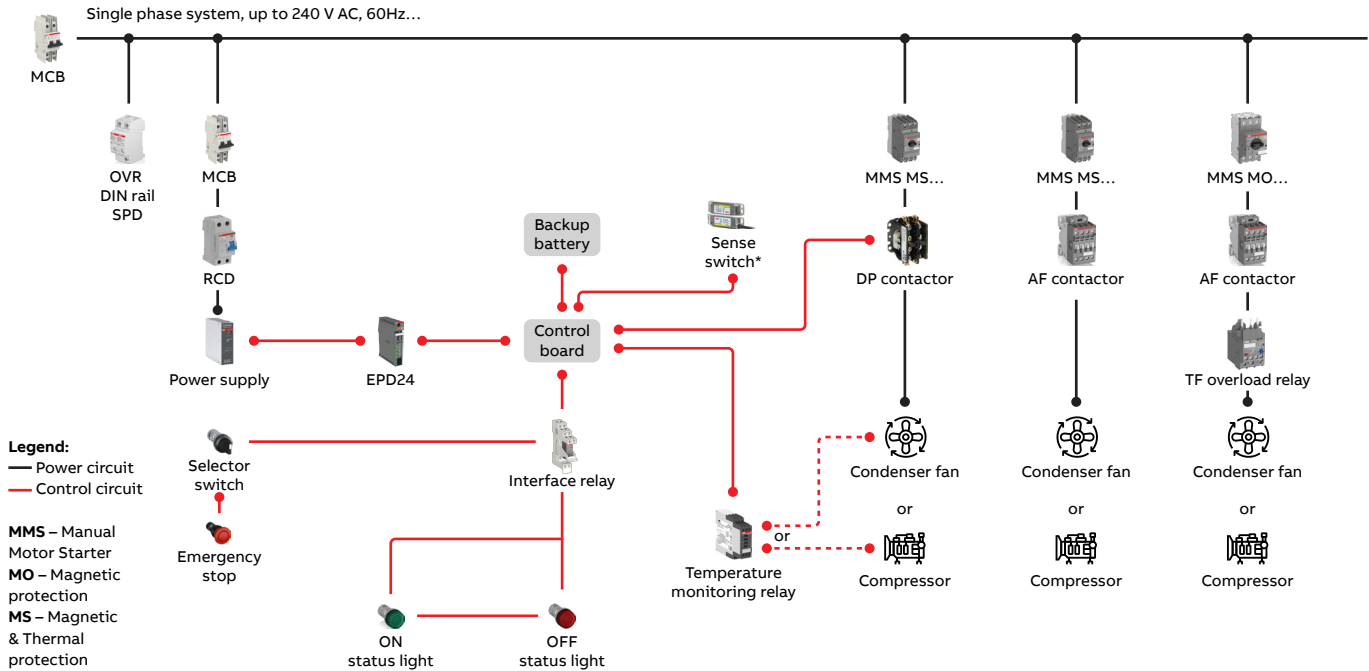 Single phase system, up to 240 V AC, 60Hz...
MCB
OVR
DIN rail
SPD
MCB
RCD
Power supply
EPD24
Backup
battery
Control
board
Sense
switch*
MMS MS...
DP contactor
MMS MS...
AF contactor
MMS MO...
AF contactor
TF overload relay
Condenser fan
or
Compressor
Condenser fan
or
Compressor
Condenser fan
or
Compressor
Interface relay
Selector
switch
Emergency
stop
or
Temperature
monitoring relay
ON
status light
OFF
status light
Legend:
Power circuit
Control circuit
MMS – Manual
Motor Starter
MO – Magnetic
protection
MS – Magnetic
& Thermal
protection